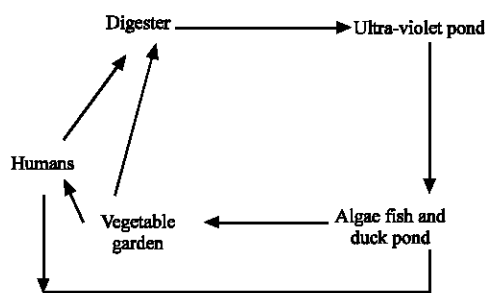 Digester
Ultra-violet pond
Humans
Vegetable
garden
Algae fish and
duck pond